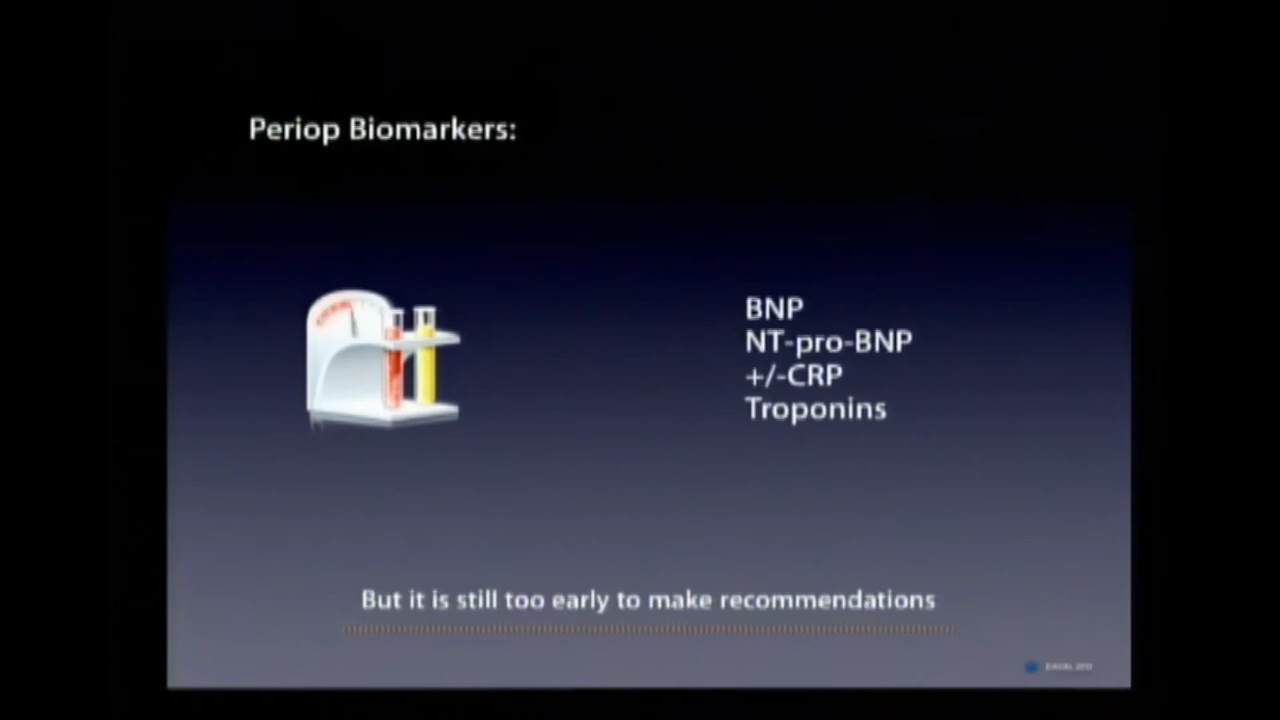 Periop Biomarkers:
BNP
NT-pro-BNP
+/-CRP
Troponins
But it is still too early to make recommendations